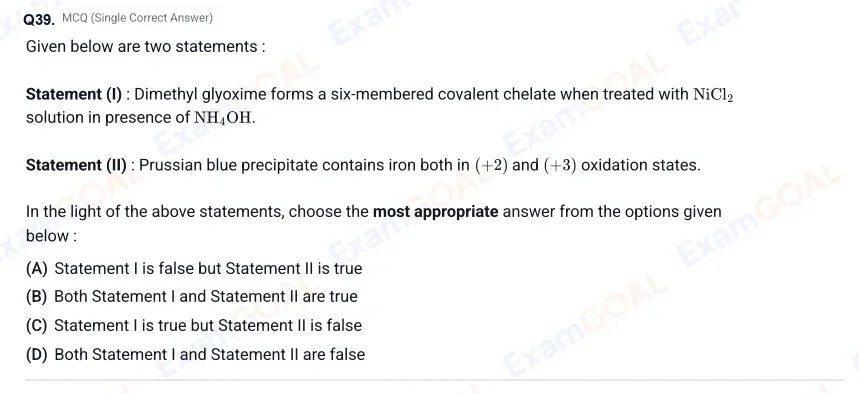 Q39. MCQ (Single Correct Answer)
Given below are two statements :
Statement (I) : Dimethyl glyoxime forms a six-membered covalent chelate when treated with NiCl₂
solution in presence of NH₄OH.
Statement (II) : Prussian blue precipitate contains iron both in (+2) and (+3) oxidation states.
In the light of the above statements, choose the most appropriate answer from the options given
below :
(A) Statement I is false but Statement II is true
(B) Both Statement I and Statement II are true
(C) Statement I is true but Statement II is false
(D) Both Statement I and Statement II are false
ExamGOAL